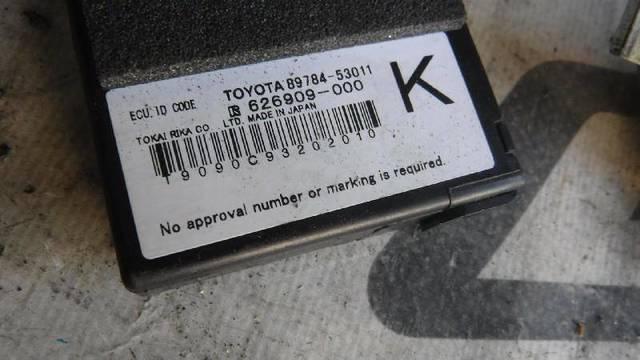 TOYOTA 89784-53011
ECU. ID CODE 626909-000
K
TOKAI RIKA CO. LTD. MADE IN JAPAN
19090C93202010
No approval number or marking is required.